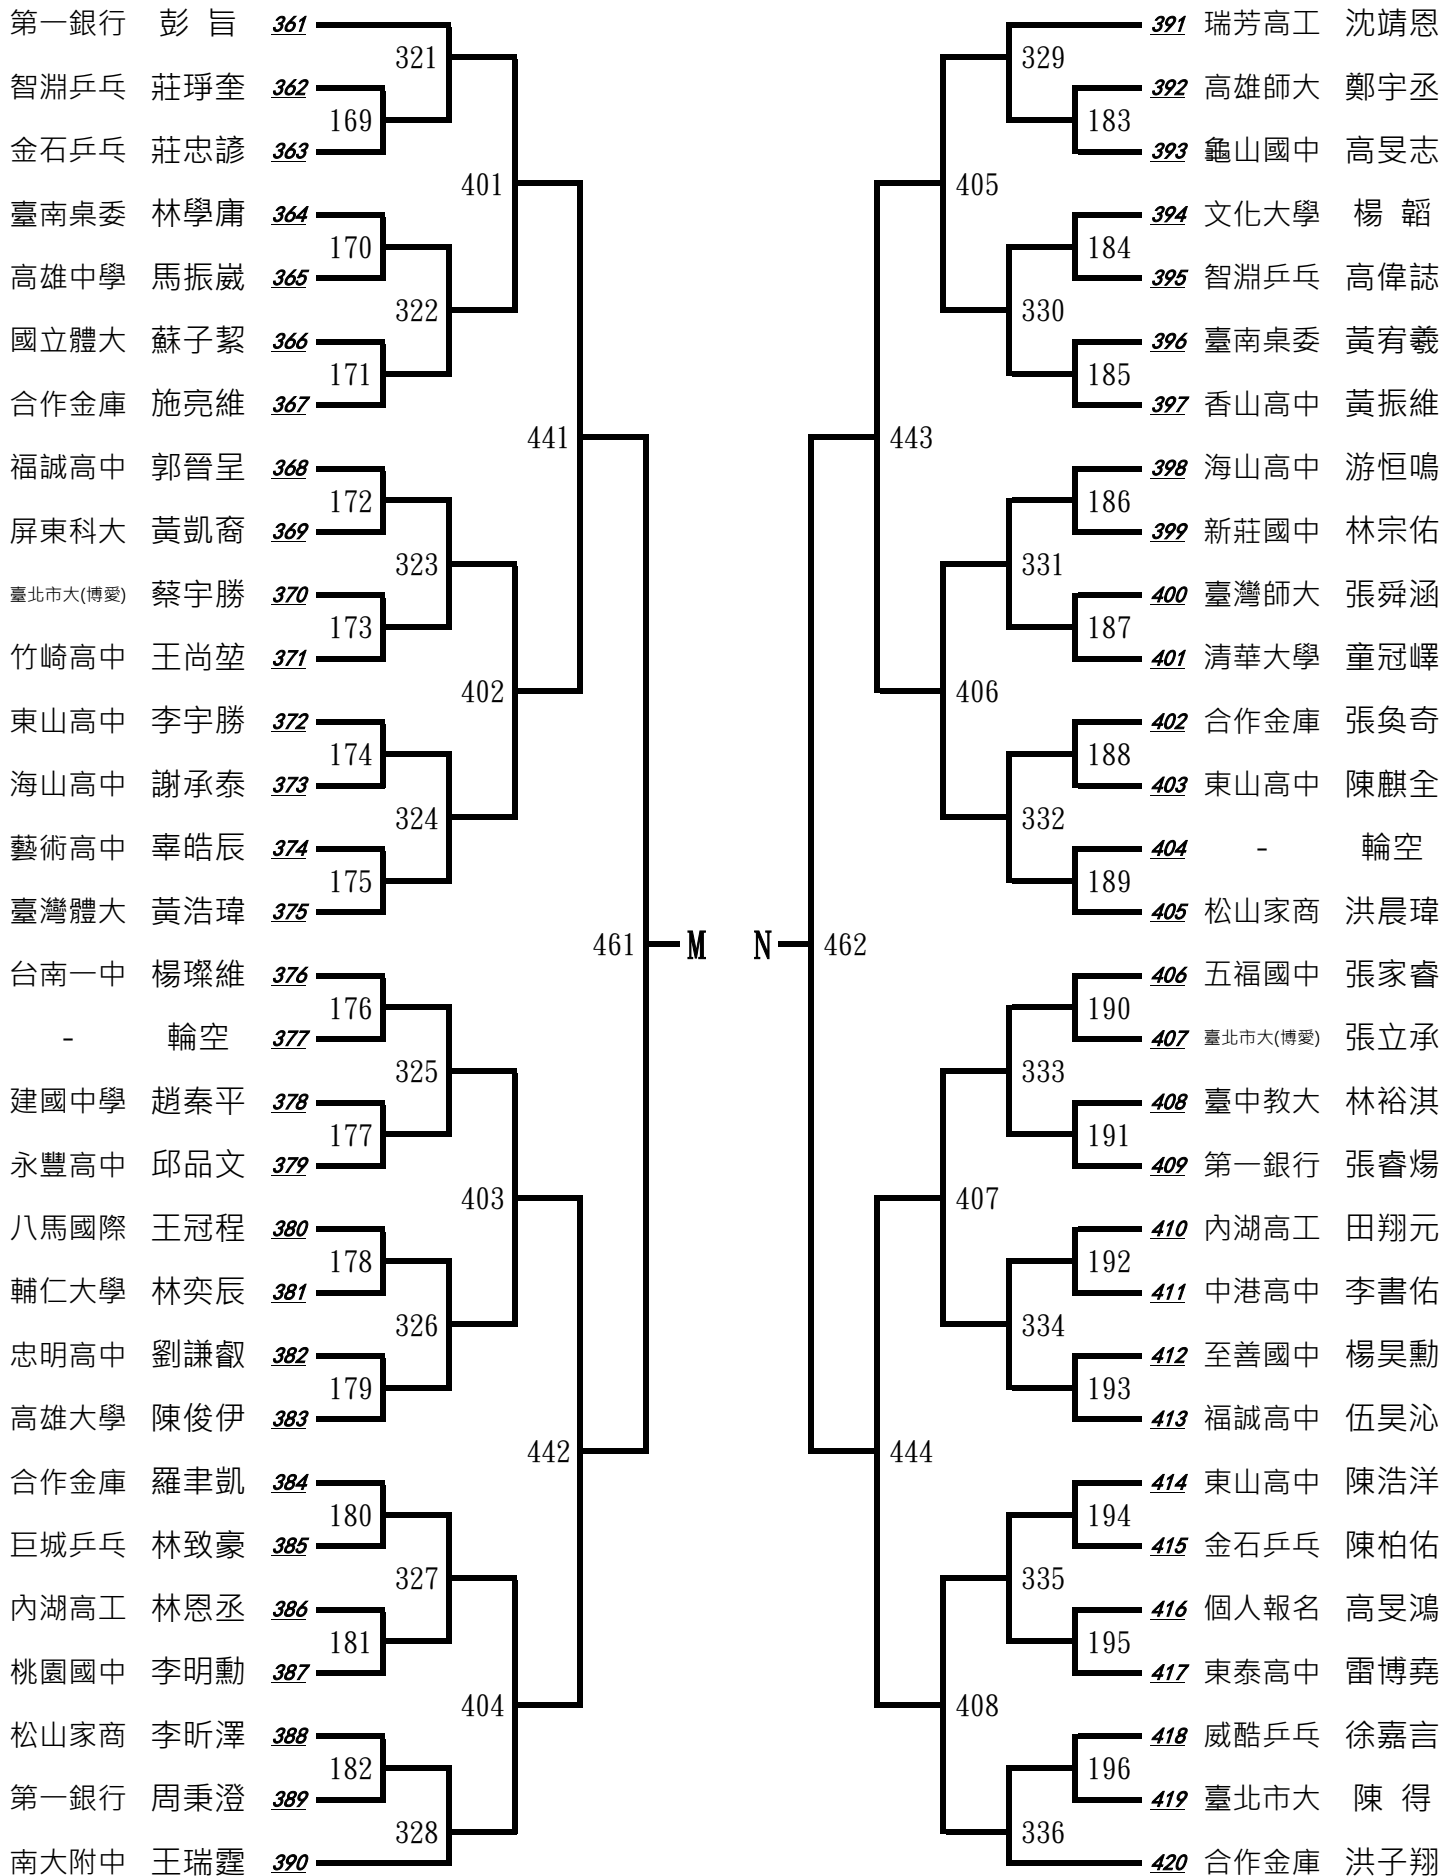 第一銀行 彭 旨 361
321
智淵乒乓 莊琤奎 362
169
金石乒乓 莊忠諺 363
401
臺南桌委 林學庸 364
170
高雄中學 馬振崴 365
322
國立體大 蘇子絜 366
171
合作金庫 施亮維 367
441
福誠高中 郭晉呈 368
172
屏東科大 黃凱裔 369
323
臺北市大(博愛) 蔡宇勝 370
173
竹崎高中 王尚堃 371
402
東山高中 李宇勝 372
174
海山高中 謝承泰 373
324
藝術高中 辜皓辰 374
175
臺灣體大 黃浩瑋 375
461 M
台南一中 楊璨維 376
176
- 輪空 377
325
建國中學 趙秦平 378
177
永豐高中 邱品文 379
403
八馬國際 王冠程 380
178
輔仁大學 林奕辰 381
326
忠明高中 劉謙叡 382
179
高雄大學 陳俊伊 383
442
合作金庫 羅聿凱 384
180
巨城乒乓 林致豪 385
327
內湖高工 林恩丞 386
181
桃園國中 李明勳 387
404
松山家商 李昕澤 388
182
第一銀行 周秉澄 389
328
南大附中 王瑞霆 390
391 瑞芳高工 沈靖恩
329
392 高雄師大 鄭宇丞
183
393 龜山國中 高旻志
405
394 文化大學 楊 韜
184
395 智淵乒乓 高偉誌
330
396 臺南桌委 黃宥羲
185
397 香山高中 黃振維
443
398 海山高中 游恒鳴
186
399 新莊國中 林宗佑
331
400 臺灣師大 張舜涵
187
401 清華大學 童冠嶧
406
402 合作金庫 張奐奇
188
403 東山高中 陳麒全
332
404 - 輪空
189
405 松山家商 洪晨瑋
N 462
406 五福國中 張家睿
190
407 臺北市大(博愛) 張立承
333
408 臺中教大 林裕淇
191
409 第一銀行 張睿煬
407
410 內湖高工 田翔元
192
411 中港高中 李書佑
334
412 至善國中 楊昊勳
193
413 福誠高中 伍昊沁
444
414 東山高中 陳浩洋
194
415 金石乒乓 陳柏佑
335
416 個人報名 高旻鴻
195
417 東泰高中 雷博堯
408
418 威酷乒乓 徐嘉言
196
419 臺北市大 陳 得
336
420 合作金庫 洪子翔